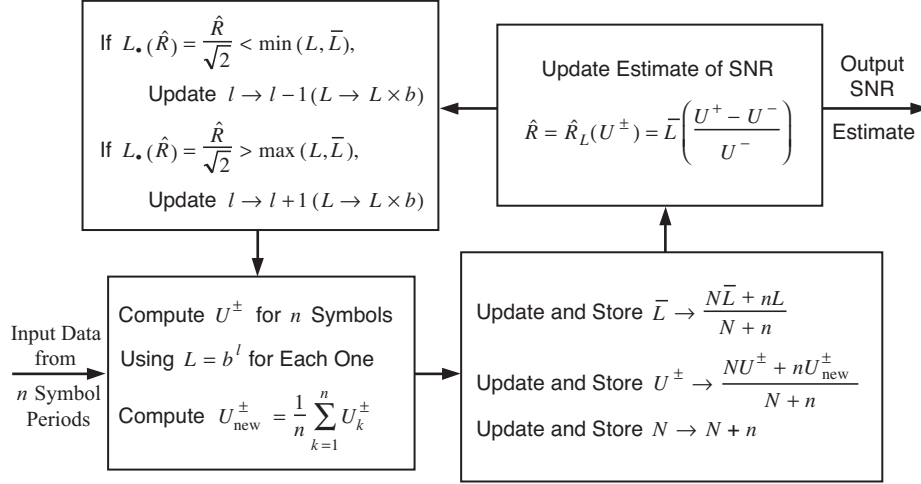 If L•(R̂) = R̂/√2 < min (L, L̄),
Update l → l − 1 (L → L × b)
If L•(R̂) = R̂/√2 > max (L, L̄),
Update l → l + 1 (L → L × b)
Update Estimate of SNR
R̂ = R̂_L(U^±) = L̄ ((U^+ − U^−)/U^−)
Output
SNR
Estimate
Input Data
from
n Symbol
Periods
Compute U^± for n Symbols
Using L = b^l for Each One
Compute U^±_new = 1/n ∑_{k=1}^{n} U^±_k
Update and Store L̄ → (NL̄ + nL)/(N + n)
Update and Store U^± → (NU^± + nU^±_new)/(N + n)
Update and Store N → N + n